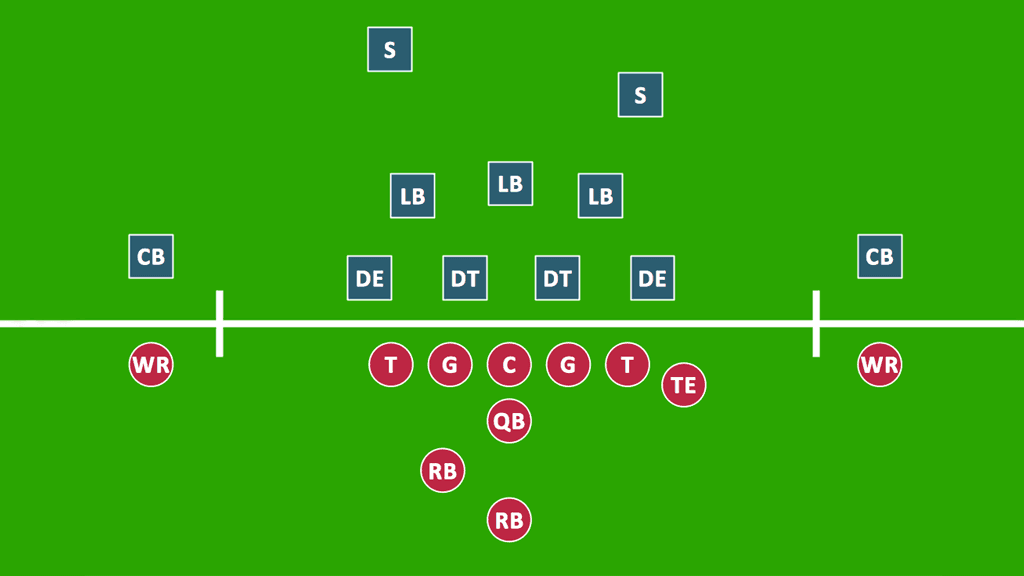 S
S
LB LB LB
CB DE DT DT DE CB
WR T G C G T TE WR
QB
RB
RB